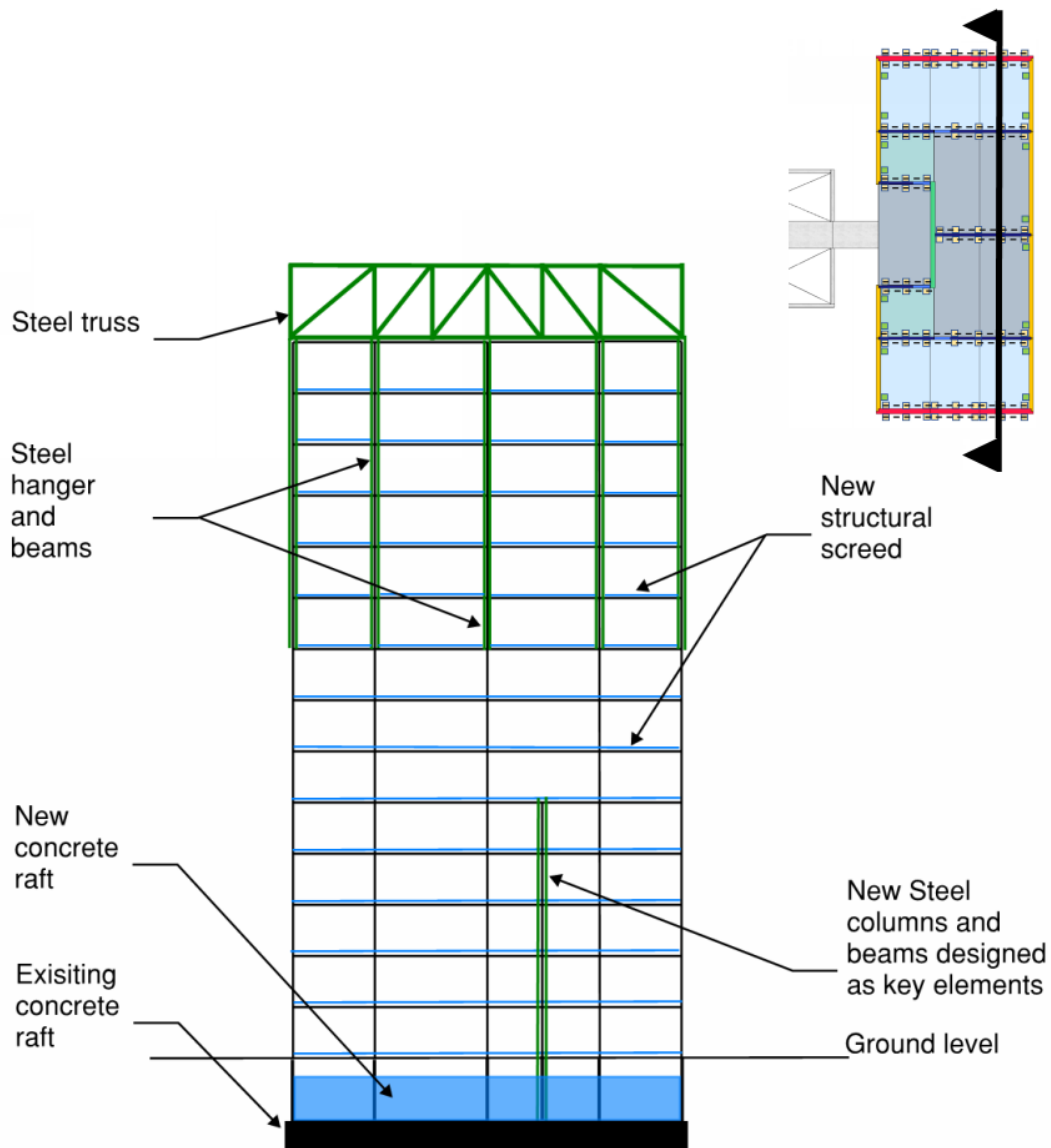 Steel truss
Steel
hanger
and
beams
New
structural
screed
New
concrete
raft
New Steel
columns and
beams designed
as key elements
Exisiting
concrete
raft
Ground level